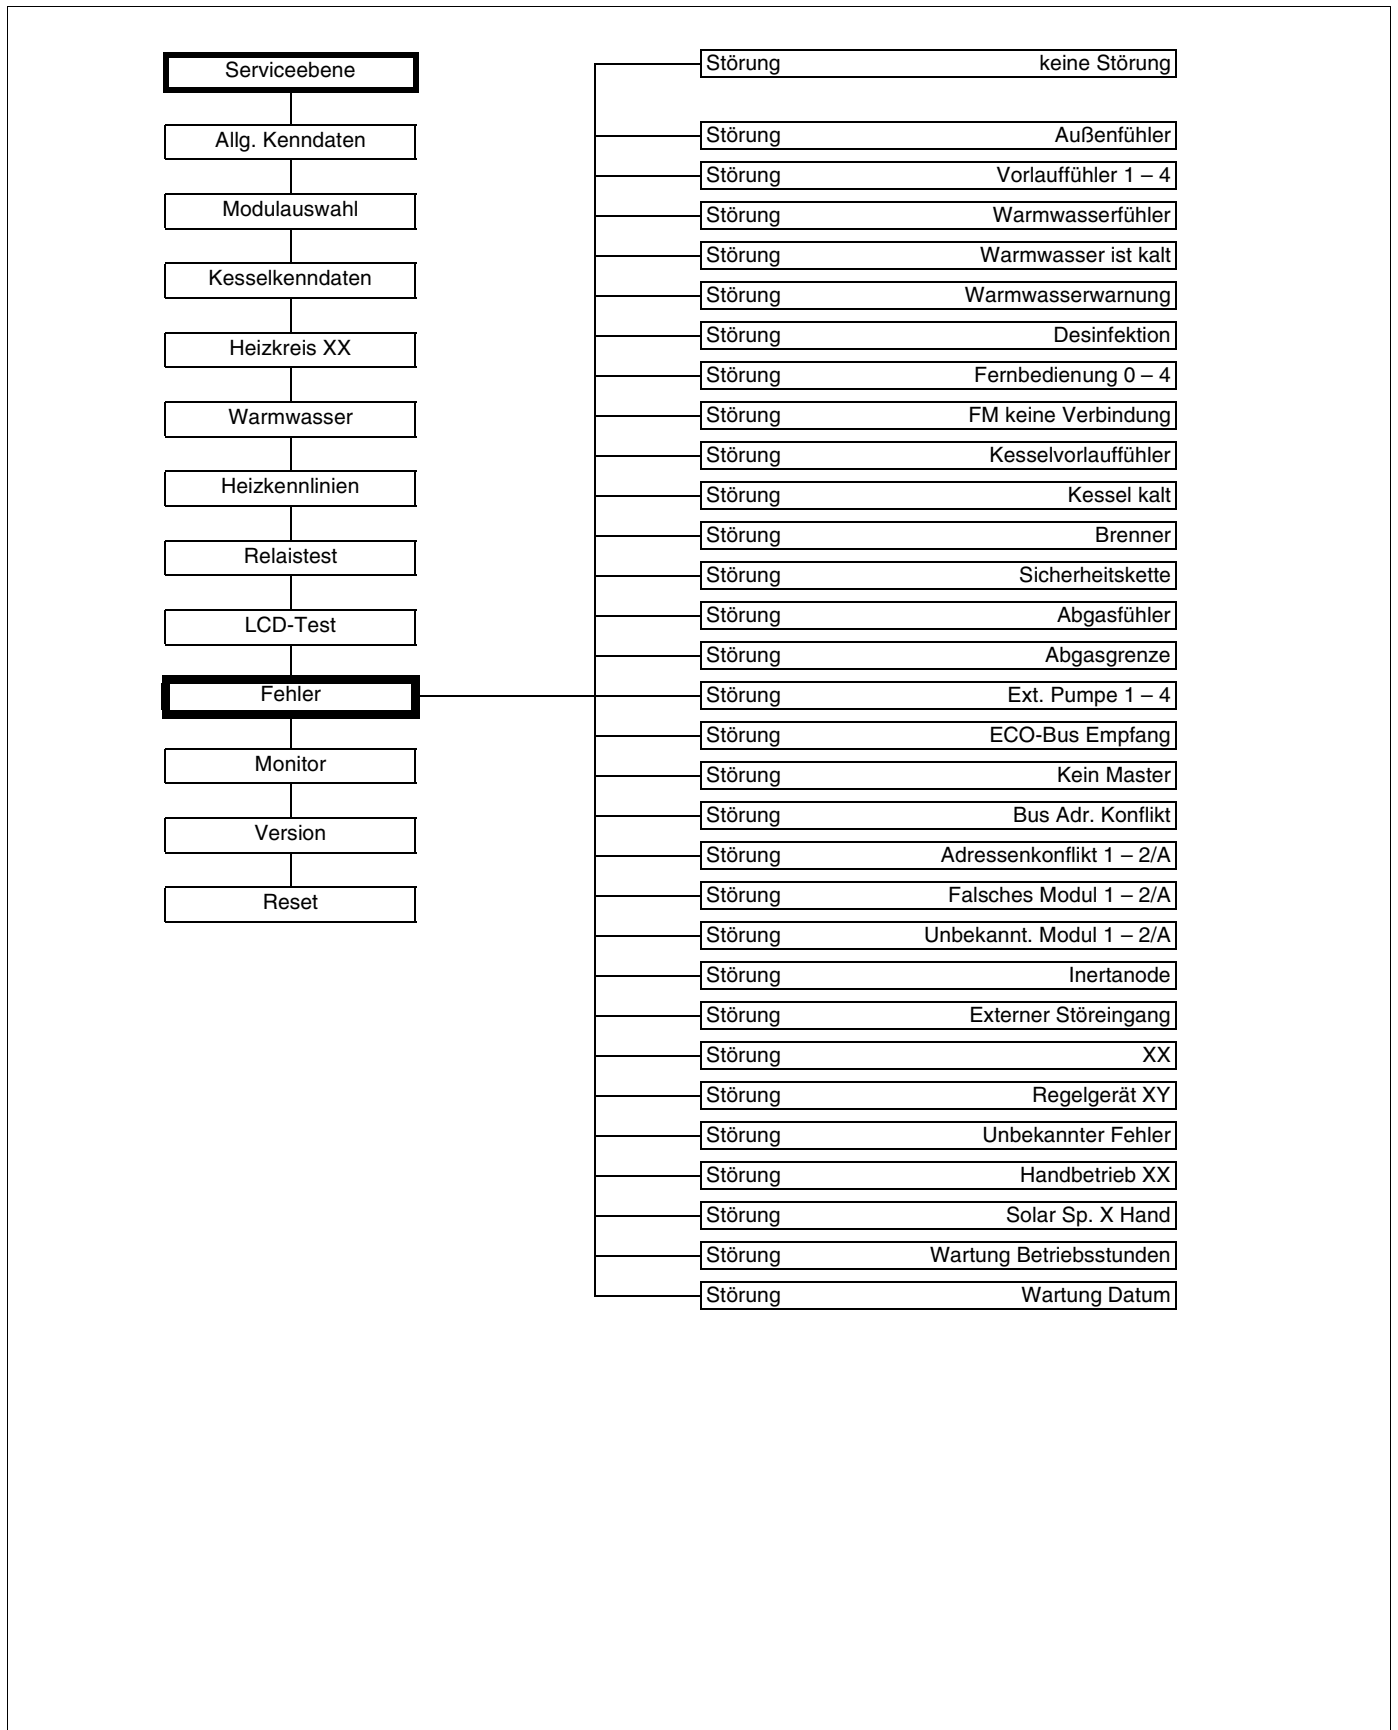 Serviceebene
Allg. Kenndaten
Modulauswahl
Kesselkenndaten
Heizkreis XX
Warmwasser
Heizkennlinien
Relaistest
LCD-Test
Fehler
Monitor
Version
Reset
Störung keine Störung
Störung Außenfühler
Störung Vorlauffühler 1 – 4
Störung Warmwasserfühler
Störung Warmwasser ist kalt
Störung Warmwasserwarnung
Störung Desinfektion
Störung Fernbedienung 0 – 4
Störung FM keine Verbindung
Störung Kesselvorlauffühler
Störung Kessel kalt
Störung Brenner
Störung Sicherheitskette
Störung Abgasfühler
Störung Abgasgrenze
Störung Ext. Pumpe 1 – 4
Störung ECO-Bus Empfang
Störung Kein Master
Störung Bus Adr. Konflikt
Störung Adressenkonflikt 1 – 2/A
Störung Falsches Modul 1 – 2/A
Störung Unbekannt. Modul 1 – 2/A
Störung Inertanode
Störung Externer Störeingang
Störung XX
Störung Regelgerät XY
Störung Unbekannter Fehler
Störung Handbetrieb XX
Störung Solar Sp. X Hand
Störung Wartung Betriebsstunden
Störung Wartung Datum